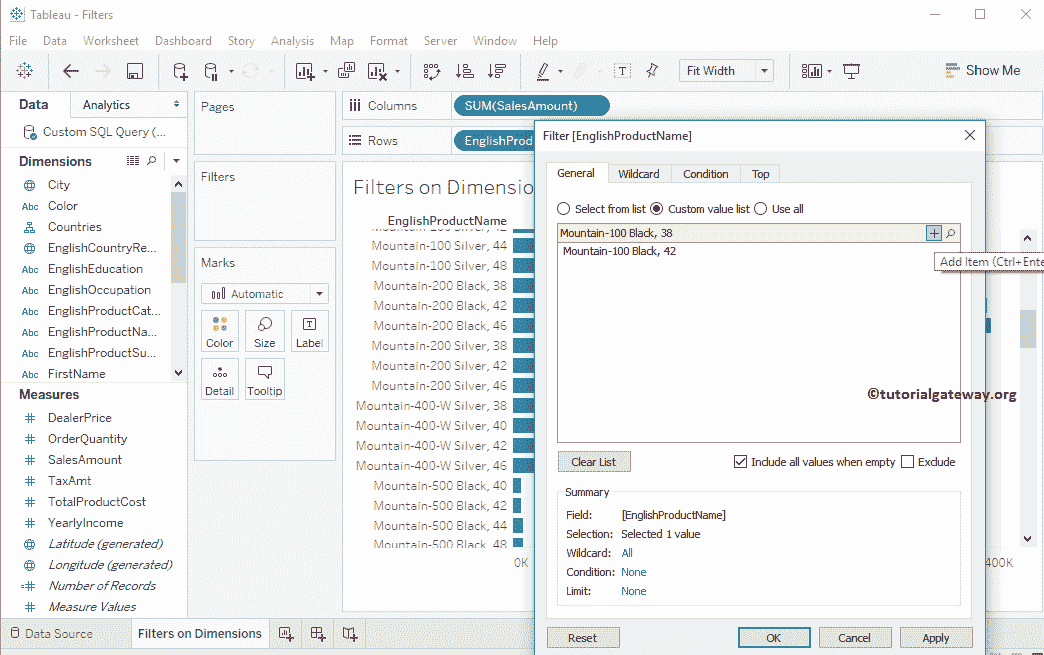 Tableau - Filters
File Data Worksheet Dashboard Story Analysis Map Format Server Window Help
Fit Width
Show Me
Data
Analytics
Custom SQL Query (...
Dimensions
City
Abc Color
Countries
EnglishCountryRe...
Abc EnglishEducation
Abc EnglishOccupation
Abc EnglishProductCat...
Abc EnglishProductNa...
Abc EnglishProductSu...
Abc FirstName
Measures
# DealerPrice
# OrderQuantity
# SalesAmount
# TaxAmt
# TotalProductCost
# YearlyIncome
Latitude (generated)
Longitude (generated)
=# Number of Records
# Measure Values
Pages
Filters
Marks
Automatic
Color
Size
Label
Detail
Tooltip
Columns
SUM(SalesAmount)
Rows
EnglishProd
Filters on Dimensio
EnglishProductName
Mountain-100 Silver, 44
Mountain-100 Silver, 48
Mountain-200 Black, 38
Mountain-200 Black, 42
Mountain-200 Black, 46
Mountain-200 Silver, 38
Mountain-200 Silver, 42
Mountain-200 Silver, 46
Mountain-400-W Silver, 38
Mountain-400-W Silver, 40
Mountain-400-W Silver, 42
Mountain-400-W Silver, 46
Mountain-500 Black, 40
Mountain-500 Black, 42
Mountain-500 Black, 44
Mountain-500 Black, 48
0K
400K
Filter [EnglishProductName]
General
Wildcard
Condition
Top
Select from list
Custom value list
Use all
Mountain-100 Black, 38
Mountain-100 Black, 42
Add Item (Ctrl+Ente
©tutorialgateway.org
Clear List
Include all values when empty
Exclude
Summary
Field: [EnglishProductName]
Selection: Selected 1 value
Wildcard: All
Condition: None
Limit: None
Reset
OK
Cancel
Apply
Data Source
Filters on Dimensions